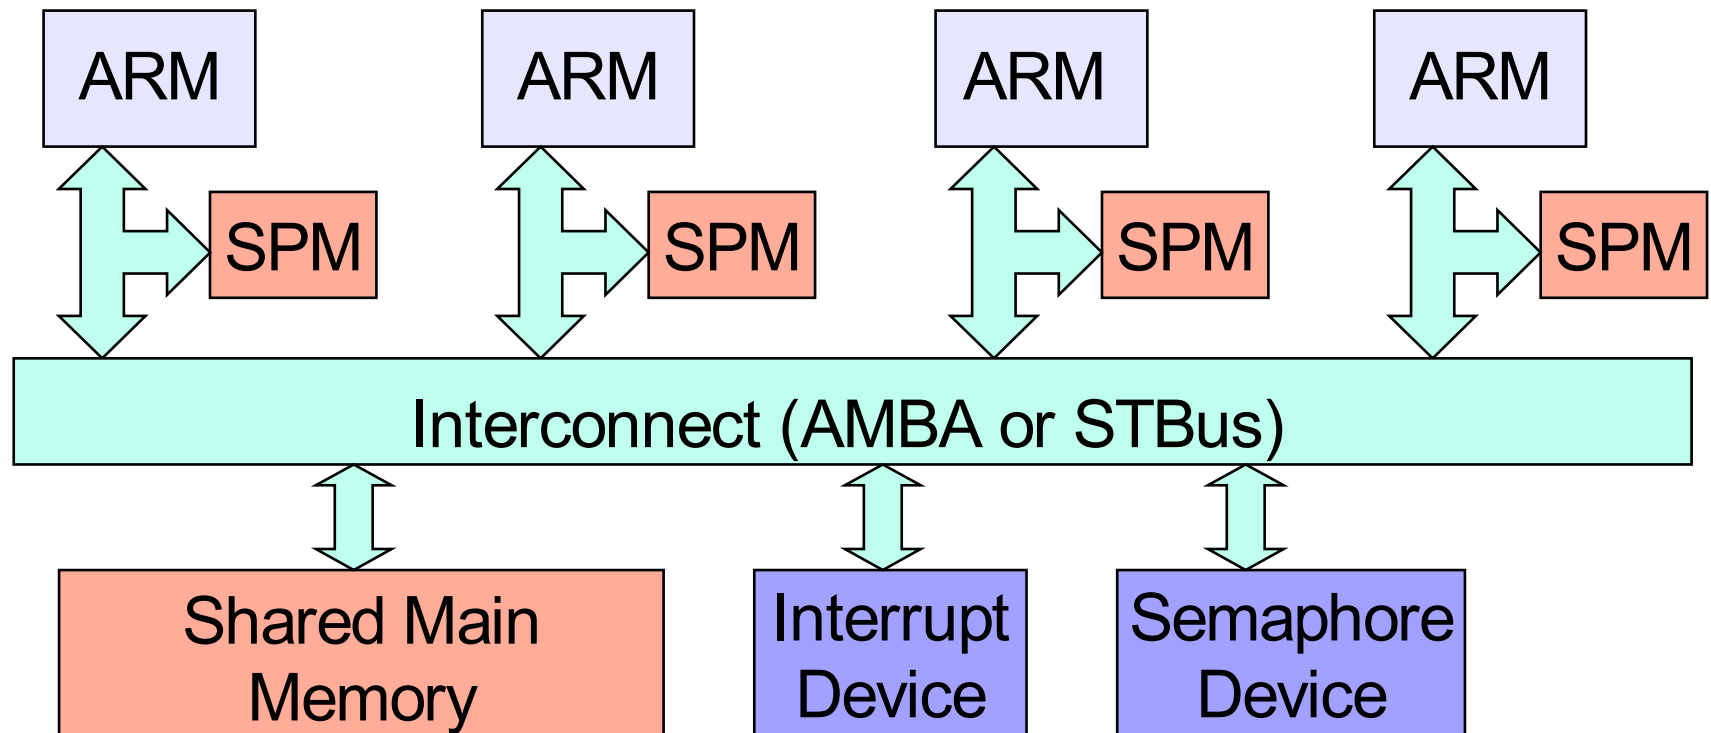 ARM
ARM
ARM
ARM
SPM
SPM
SPM
SPM
Interconnect (AMBA or STBus)
Shared Main
Memory
Interrupt
Device
Semaphore
Device